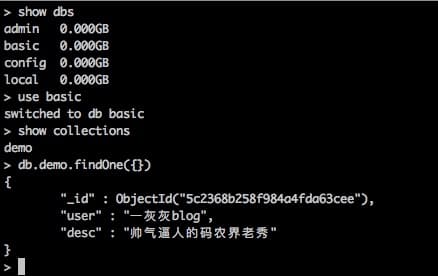 > show dbs
admin   0.000GB
basic   0.000GB
config  0.000GB
local   0.000GB
> use basic
switched to db basic
> show collections
demo
> db.demo.findOne({})
{
        "_id" : ObjectId("5c2368b258f984a4fda63cee"),
        "user" : "一灰灰blog",
        "desc" : "帅气逼人的码农界老秀"
}
>